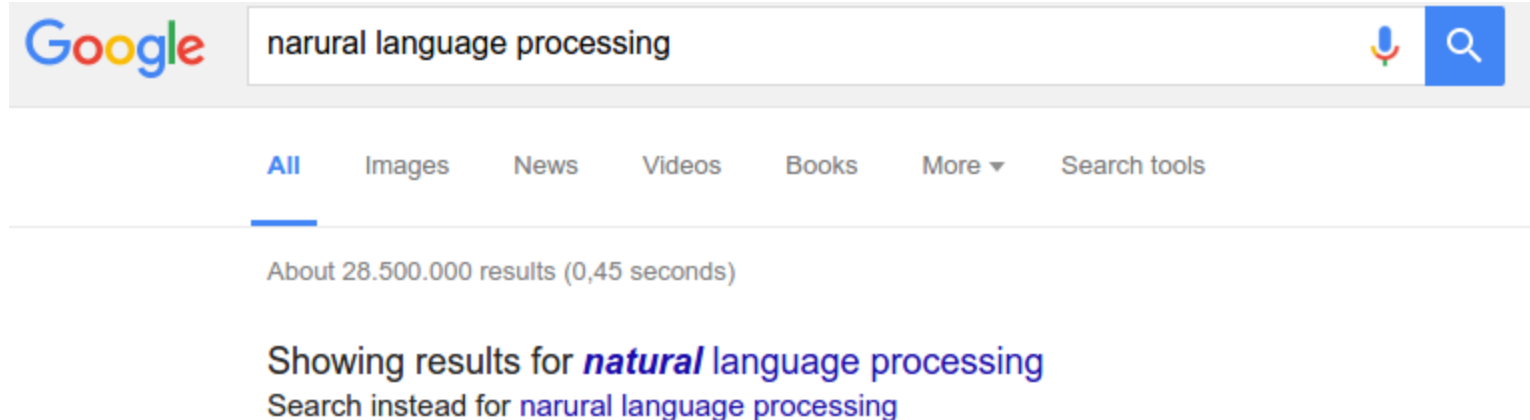 Google narural language processing
All Images News Videos Books More Search tools
About 28.500.000 results (0,45 seconds)
Showing results for natural language processing
Search instead for narural language processing